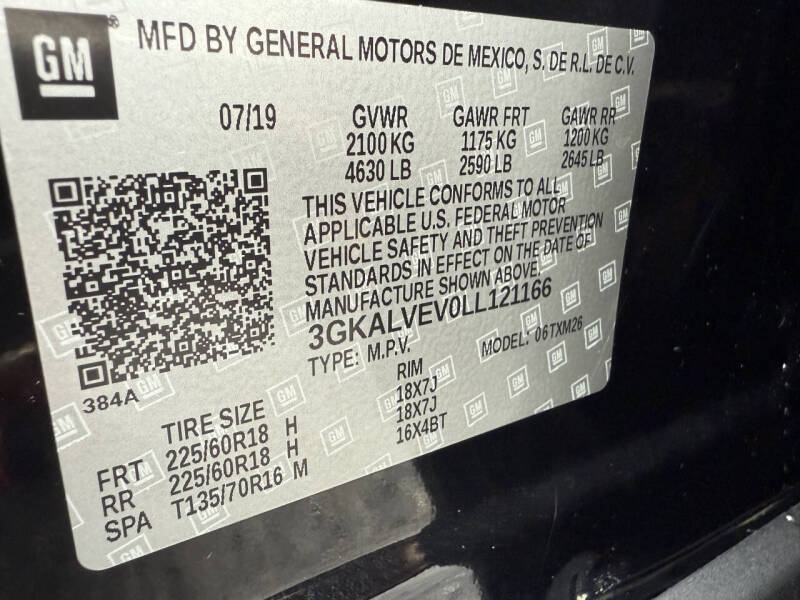 GM® MFD BY GENERAL MOTORS DE MEXICO, S. DE R.L. DE C.V.
07/19 GVWR GAWR FRT GAWR RR
2100 KG 1175 KG 1200 KG
4630 LB 2590 LB 2645 LB
THIS VEHICLE CONFORMS TO ALL
APPLICABLE U.S. FEDERAL MOTOR
VEHICLE SAFETY AND THEFT PREVENTION
STANDARDS IN EFFECT ON THE DATE OF
MANUFACTURE SHOWN ABOVE.
3GKALVEV0LL121166
TYPE: M.P.V. MODEL: 06TXM26
384A
TIRE SIZE RIM
FRT 225/60R18 H 18X7J
RR 225/60R18 H 18X7J
SPA T135/70R16 M 16X4BT